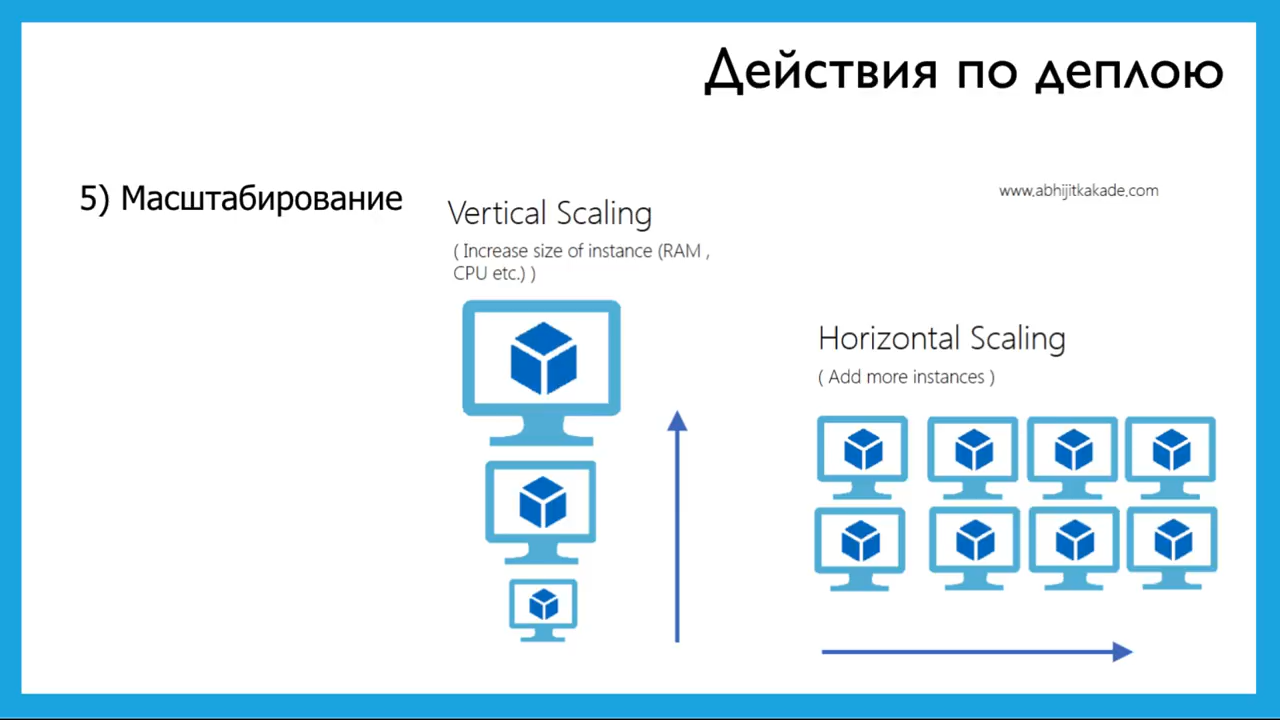 Действия по деплою
5) Масштабирование
www.abhijitkakade.com
Vertical Scaling
( Increase size of instance (RAM ,
CPU etc.) )
Horizontal Scaling
( Add more instances )